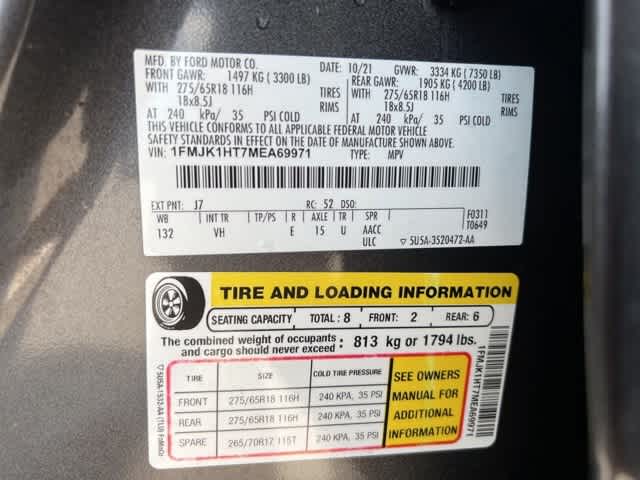 MFD. BY FORD MOTOR CO. DATE: 10/21 GVWR: 3334 KG ( 7350 LB)
FRONT GAWR: 1497 KG ( 3300 LB) REAR GAWR: 1905 KG ( 4200 LB)
WITH 275/65R18 116H TIRES WITH 275/65R18 116H TIRES
18x8.5J RIMS 18x8.5J RIMS
AT 240 kPa/ 35 PSI COLD AT 240 kPa/ 35 PSI COLD
THIS VEHICLE CONFORMS TO ALL APPLICABLE FEDERAL MOTOR VEHICLE
SAFETY STANDARDS IN EFFECT ON THE DATE OF MANUFACTURE SHOWN ABOVE.
VIN: 1FMJK1HT7MEA69971 TYPE: MPV
EXT PNT: J7 RC: 52 DSO:
WB INT TR TP/PS R AXLE TR SPR F0311
132 VH E 15 U AACC T0649
ULC ▽ 5U5A-3520472-AA
TIRE AND LOADING INFORMATION
SEATING CAPACITY TOTAL : 8 FRONT: 2 REAR: 6
The combined weight of occupants
and cargo should never exceed : 813 kg or 1794 lbs.
TIRE SIZE COLD TIRE PRESSURE
FRONT 275/65R18 116H 240 KPA, 35 PSI
REAR 275/65R18 116H 240 KPA, 35 PSI
SPARE 265/70R17 115T 240 KPA, 35 PSI
SEE OWNERS
MANUAL FOR
ADDITIONAL
INFORMATION
1FMJK1HT7MEA69971